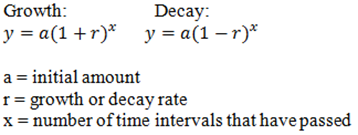 Growth: Decay:
y = a(1 + r)ˣ y = a(1 − r)ˣ
a = initial amount
r = growth or decay rate
x = number of time intervals that have passed